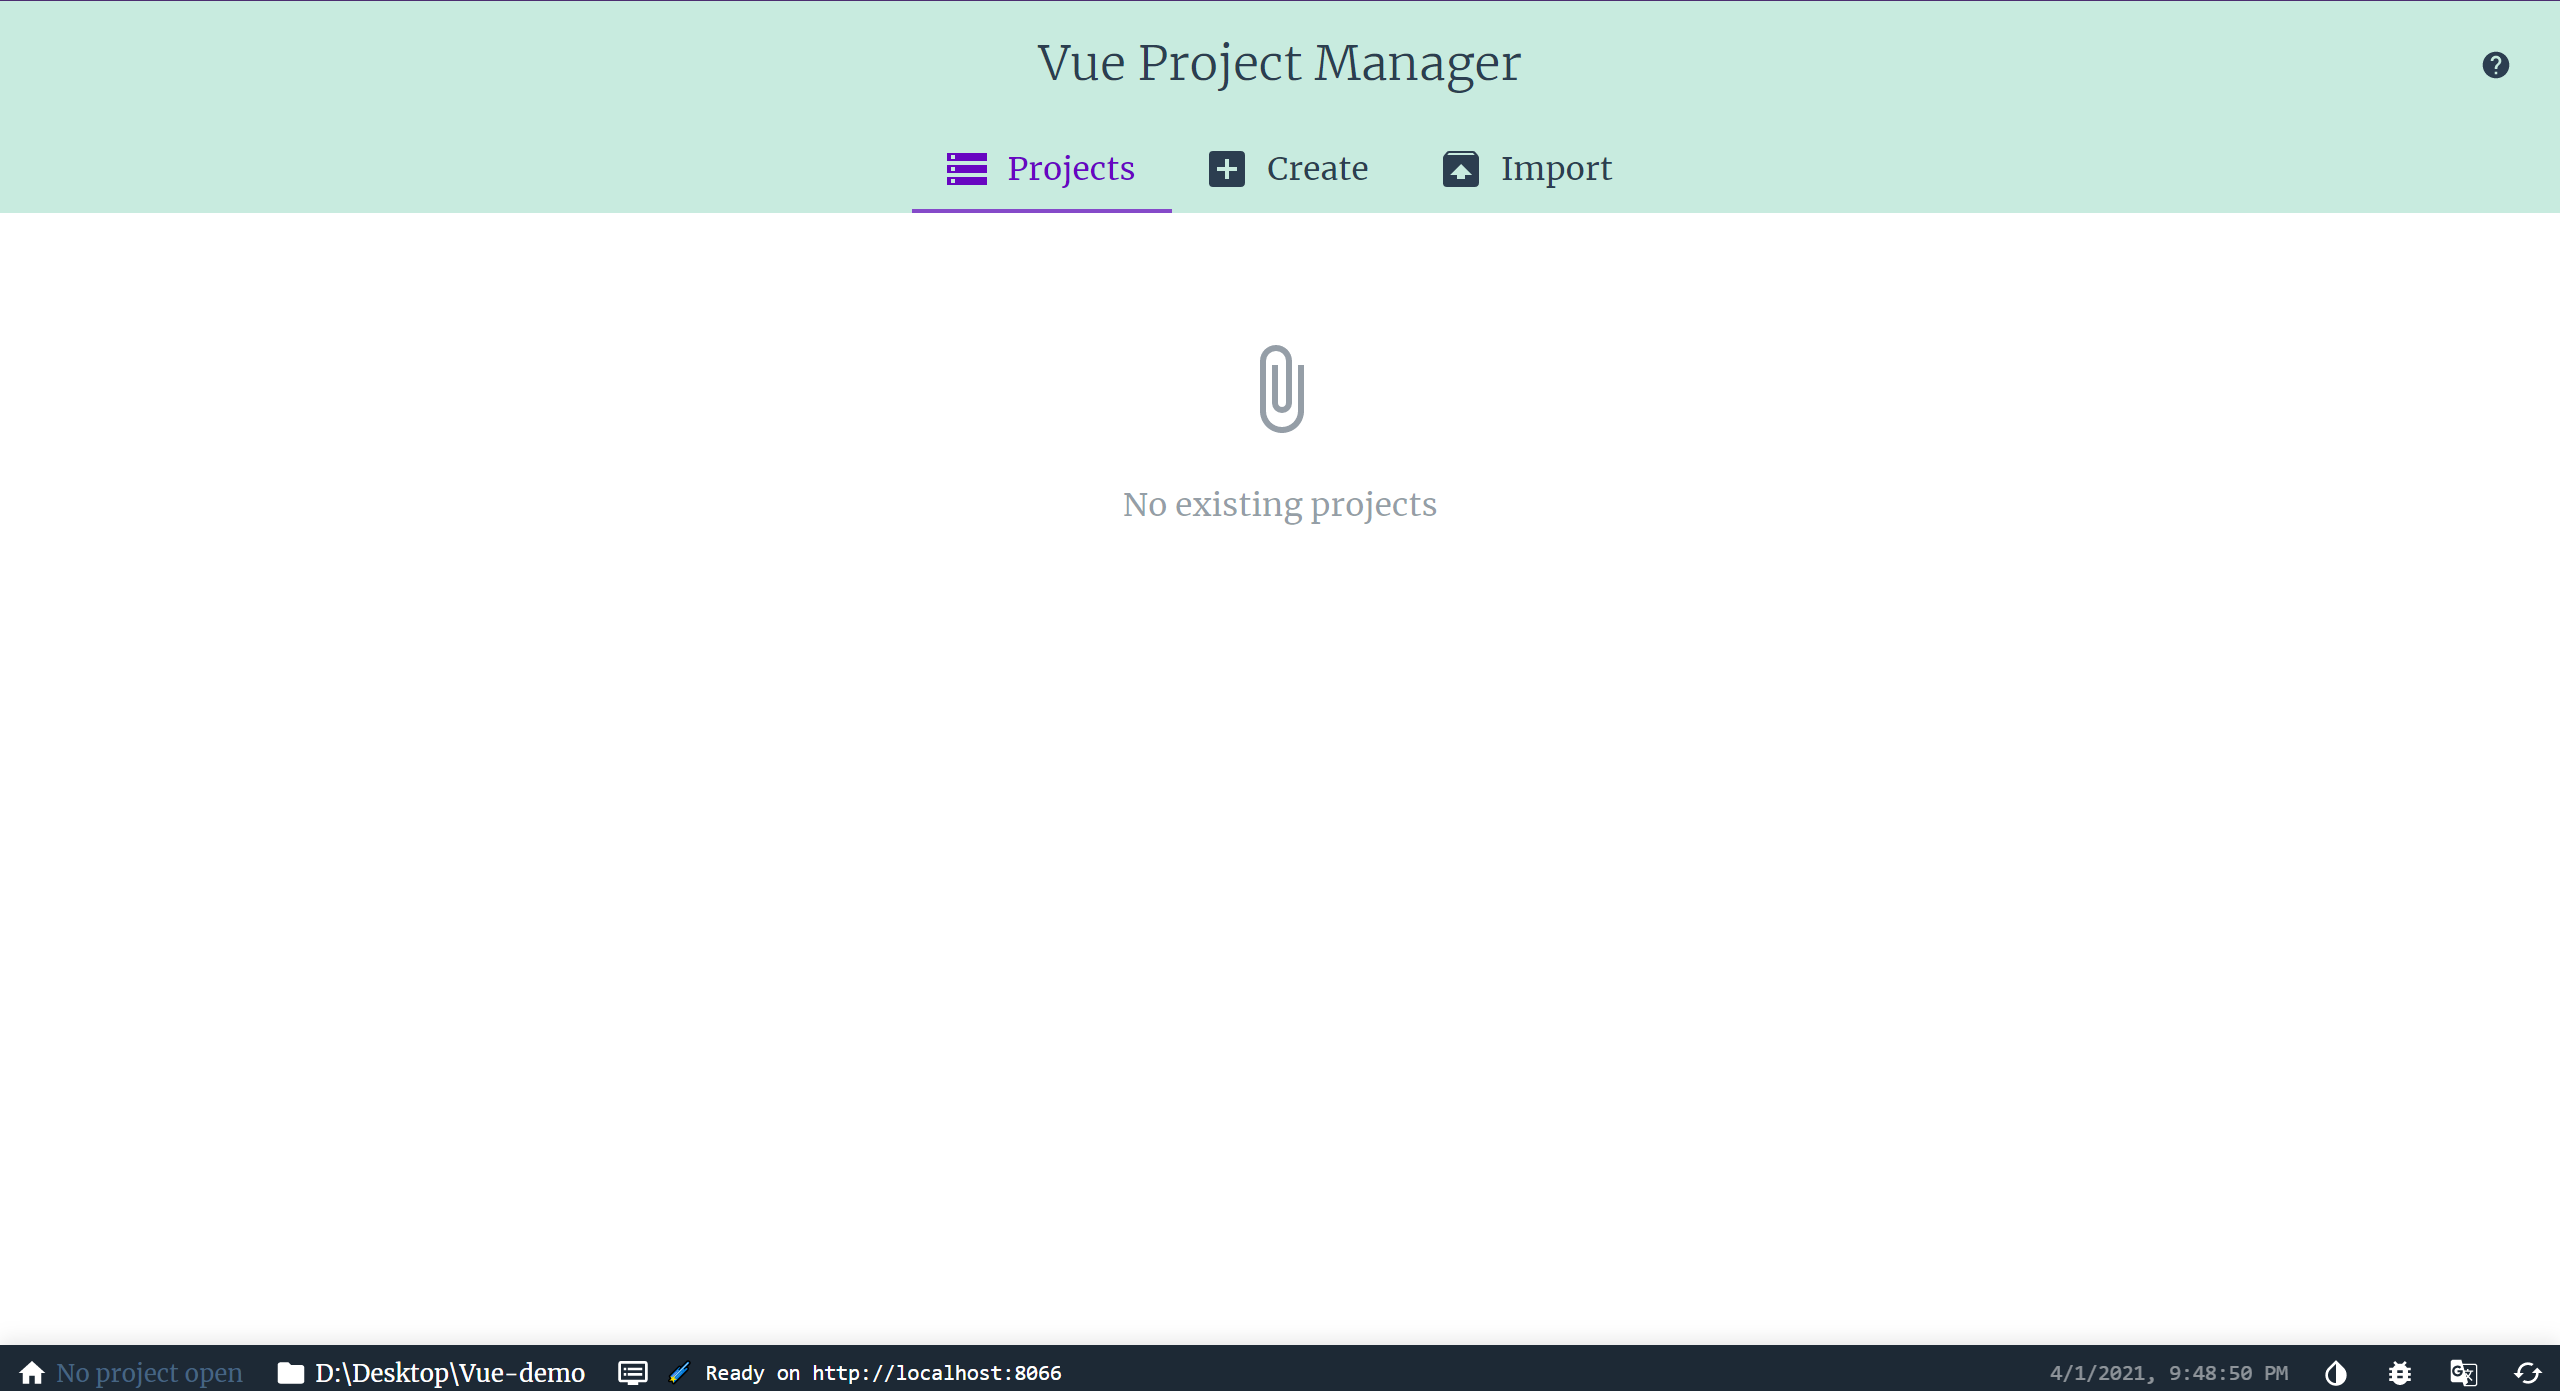 Vue Project Manager
Projects Create Import
No existing projects
No project open D:\Desktop\Vue-demo Ready on http://localhost:8066 4/1/2021, 9:48:50 PM